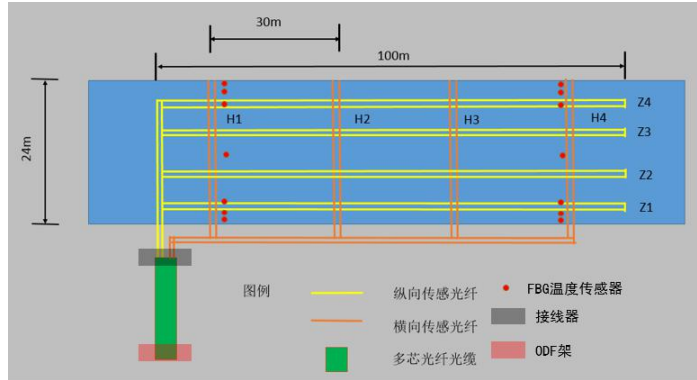 30m
100m
24m
Z4
H1 H2 H3 H4
Z3
Z2
Z1
图例
纵向传感光纤
FBG温度传感器
横向传感光纤
接线器
多芯光纤光缆
ODF架